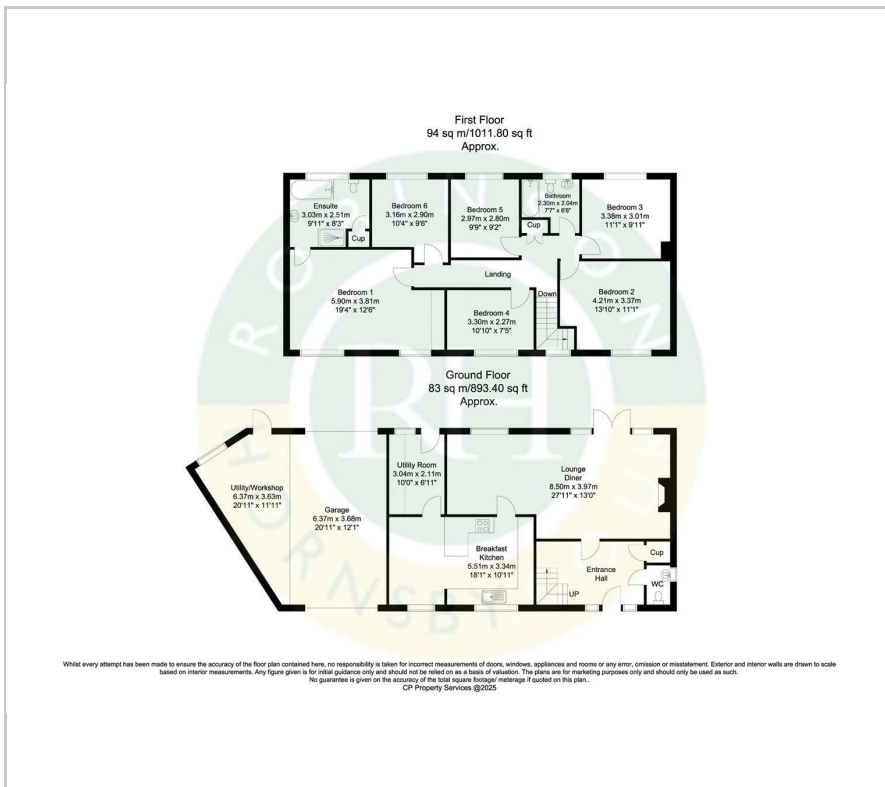 First Floor
94 sq m/1011.80 sq ft
Approx.
Ensuite
3.03m x 2.51m
9'11" x 8'3"
Cup
Bedroom 6
3.16m x 2.90m
10'4" x 9'6"
Bedroom 5
2.97m x 2.80m
9'9" x 9'2"
Bathroom
2.30m x 2.04m
7'7" x 6'8"
Cup
Bedroom 3
3.38m x 3.01m
11'1" x 9'11"
Landing
Bedroom 1
5.90m x 3.81m
19'4" x 12'6"
Bedroom 4
3.30m x 2.27m
10'10" x 7'5"
Down
Bedroom 2
4.21m x 3.37m
13'10" x 11'1"
Ground Floor
83 sq m/893.40 sq ft
Approx.
Utility/Workshop
6.37m x 3.63m
20'11" x 11'11"
Garage
6.37m x 3.68m
20'11" x 12'1"
Utility Room
3.04m x 2.11m
10'0" x 6'11"
Lounge
Diner
8.50m x 3.97m
27'11" x 13'0"
Breakfast
Kitchen
5.51m x 3.34m
18'1" x 10'11"
Entrance
Hall
UP
Cup
WC
RH
ROBINSON
HORNSBY
Whilst every attempt has been made to ensure the accuracy of the floor plan contained here, no responsibility is taken for incorrect measurements of doors, windows, appliances and rooms or any error, omission or misstatement. Exterior and interior walls are drawn to scale
based on interior measurements. Any figure given is for initial guidance only and should not be relied on as a basis of valuation. The plans are for marketing purposes only and should only be used as such.
No guarantee is given on the accuracy of the total square footage/ meterage if quoted on this plan..
CP Property Services @2025